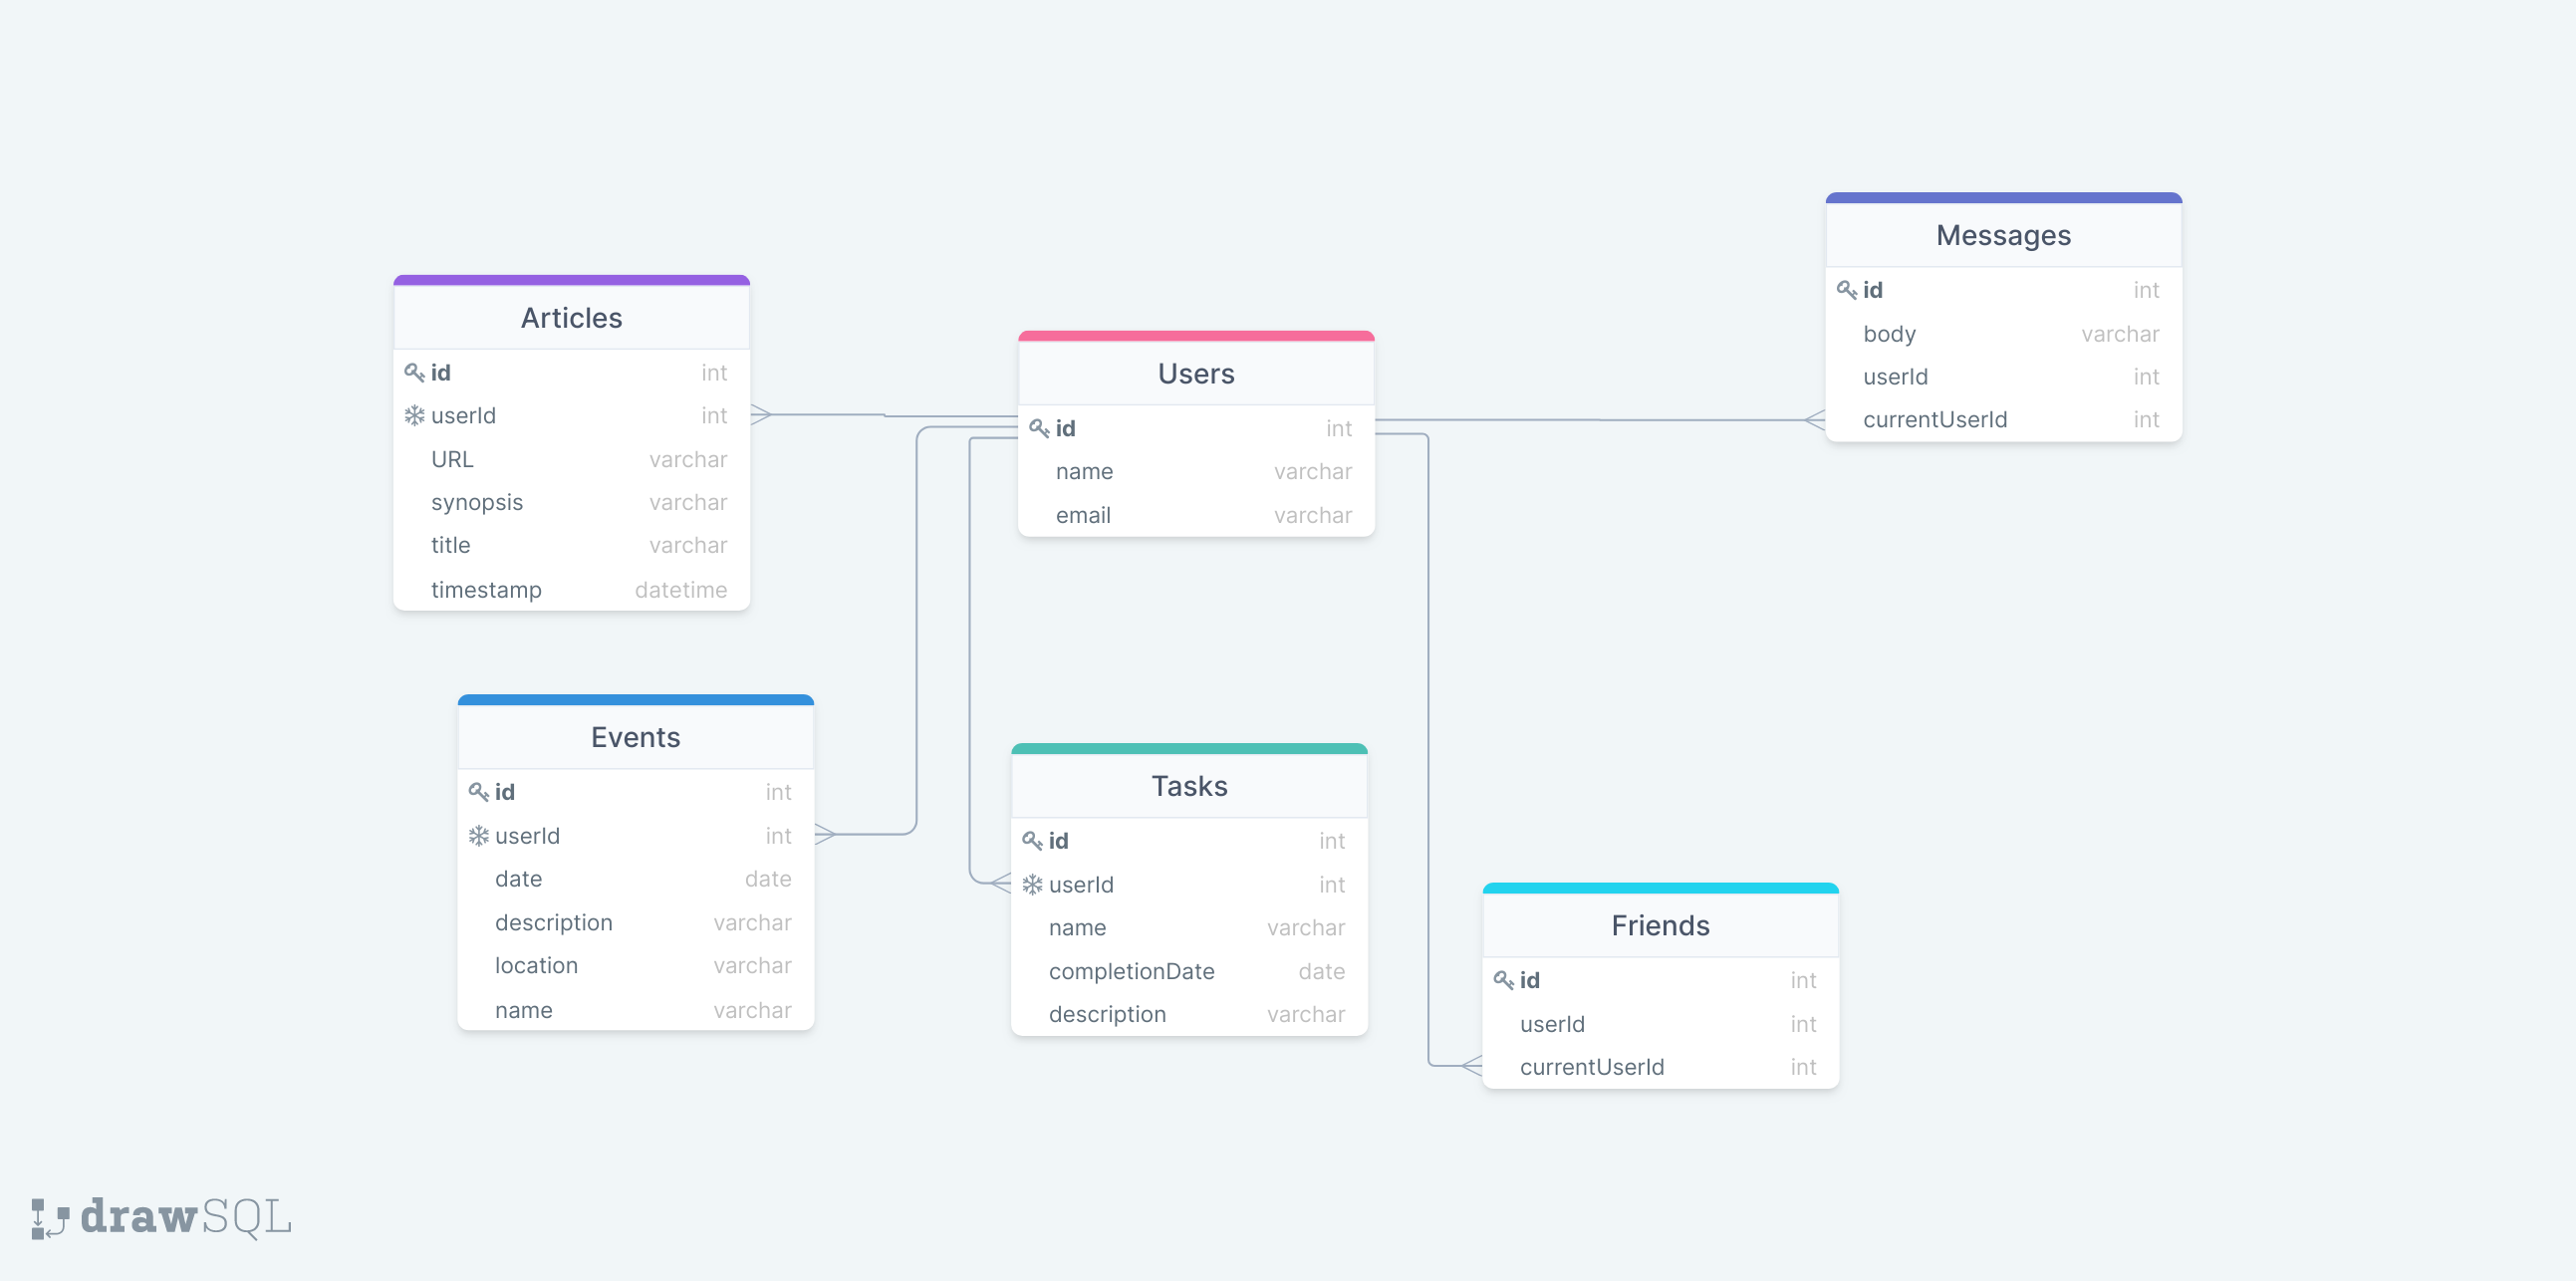 Articles
id int
userId int
URL varchar
synopsis varchar
title varchar
timestamp datetime
Users
id int
name varchar
email varchar
Messages
id int
body varchar
userId int
currentUserId int
Events
id int
userId int
date date
description varchar
location varchar
name varchar
Tasks
id int
userId int
name varchar
completionDate date
description varchar
Friends
id int
userId int
currentUserId int
drawSQL